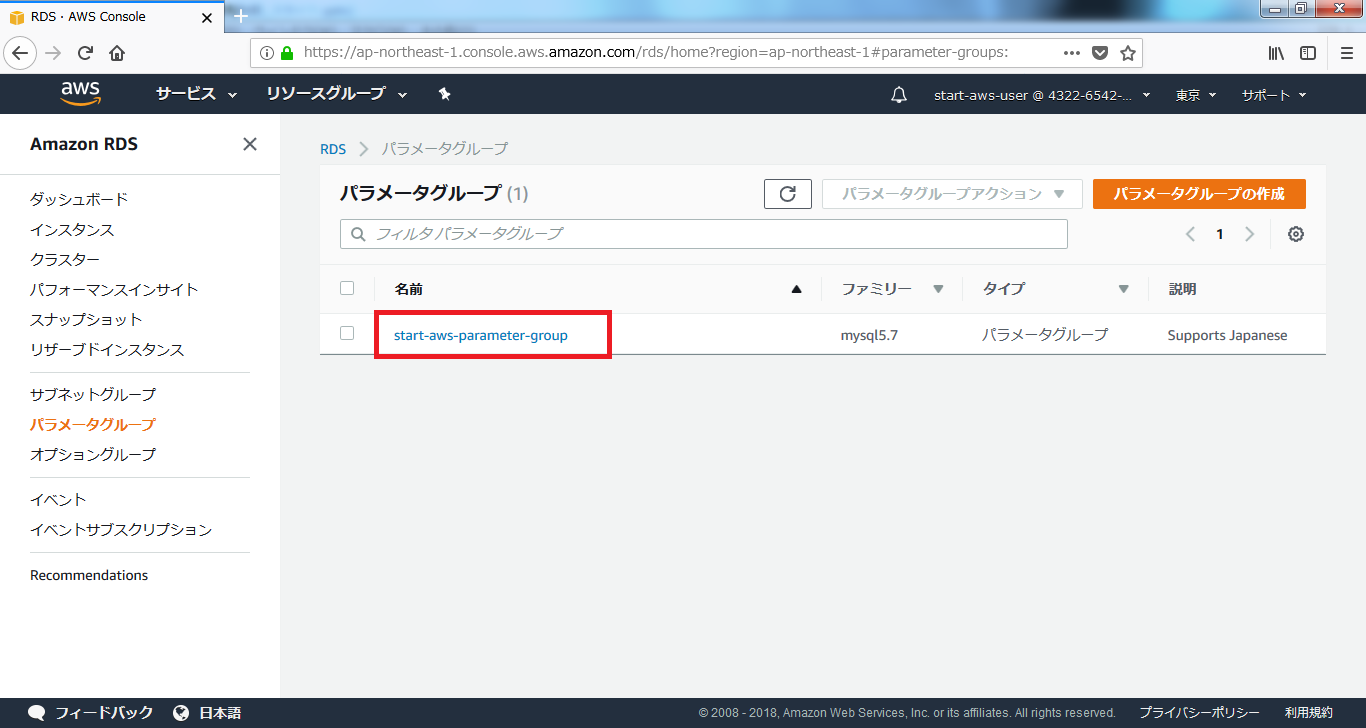 RDS · AWS Console
https://ap-northeast-1.console.aws.amazon.com/rds/home?region=ap-northeast-1#parameter-groups:
aws サービス リソースグループ start-aws-user @ 4322-6542-... 東京 サポート
Amazon RDS
ダッシュボード
インスタンス
クラスター
パフォーマンスインサイト
スナップショット
リザーブドインスタンス
サブネットグループ
パラメータグループ
オプショングループ
イベント
イベントサブスクリプション
Recommendations
RDS パラメータグループ
パラメータグループ (1) パラメータグループアクション パラメータグループの作成
フィルタ パラメータグループ 1
名前 ファミリー タイプ 説明
start-aws-parameter-group mysql5.7 パラメータグループ Supports Japanese
フィードバック 日本語 © 2008 - 2018, Amazon Web Services, Inc. or its affiliates. All rights reserved. プライバシーポリシー 利用規約